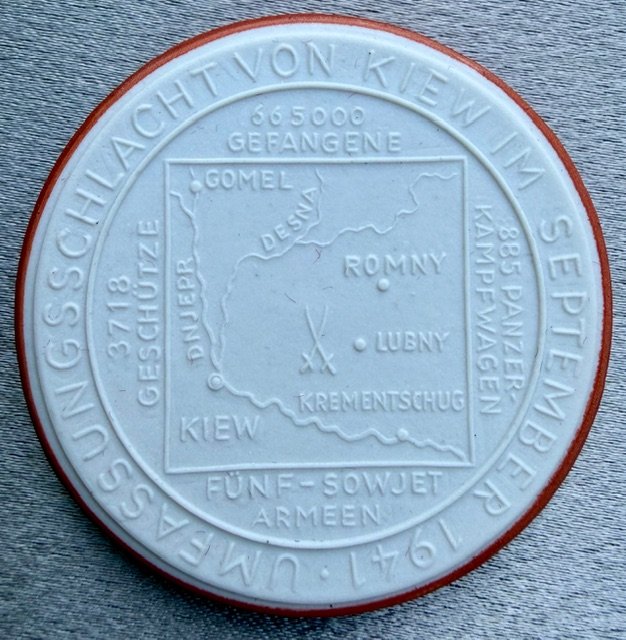 UMFASSUNGSSCHLACHT VON KIEW IM SEPTEMBER 1941 ·
665000
GEFANGENE
3718
GESCHÜTZE
885 PANZER-
KAMPFWAGEN
GOMEL
DESNA
DNJEPR
ROMNY
LUBNY
KREMENTSCHUG
KIEW
FÜNF-SOWJET
ARMEEN